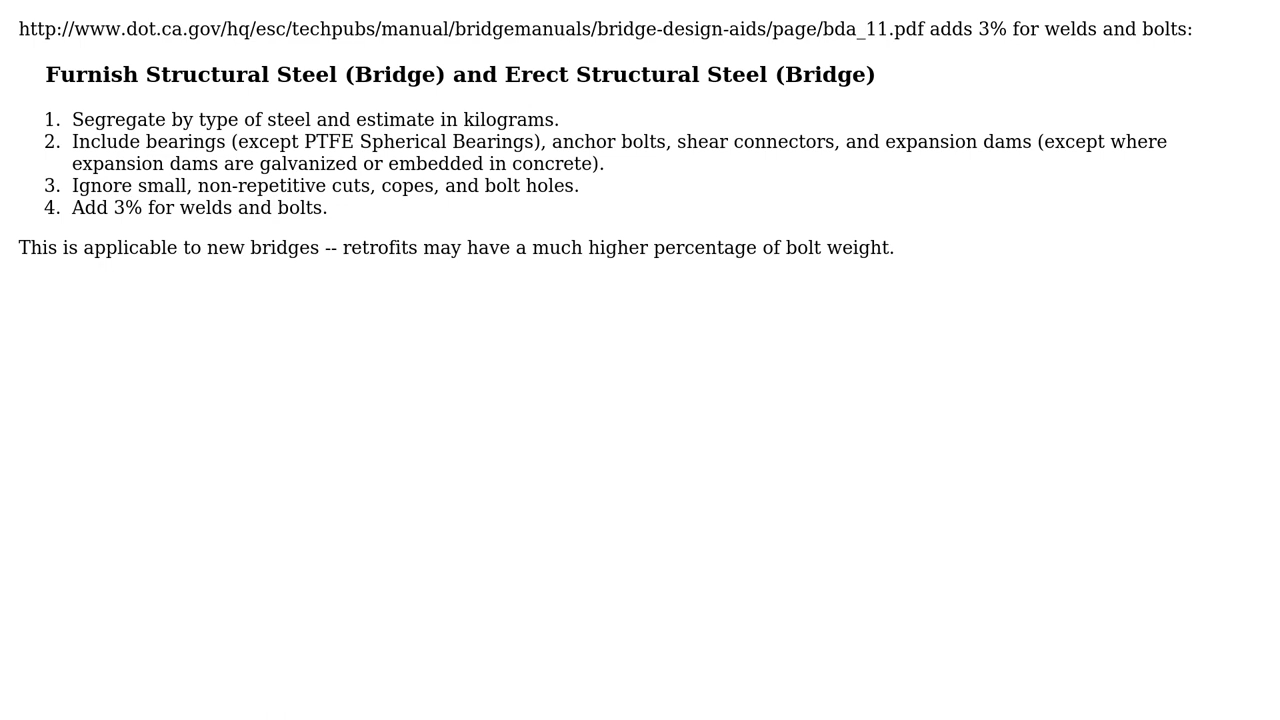 http://www.dot.ca.gov/hq/esc/techpubs/manual/bridgemanuals/bridge-design-aids/page/bda_11.pdf adds 3% for welds and bolts:
Furnish Structural Steel (Bridge) and Erect Structural Steel (Bridge)
1. Segregate by type of steel and estimate in kilograms.
2. Include bearings (except PTFE Spherical Bearings), anchor bolts, shear connectors, and expansion dams (except where
expansion dams are galvanized or embedded in concrete).
3. Ignore small, non-repetitive cuts, copes, and bolt holes.
4. Add 3% for welds and bolts.
This is applicable to new bridges -- retrofits may have a much higher percentage of bolt weight.